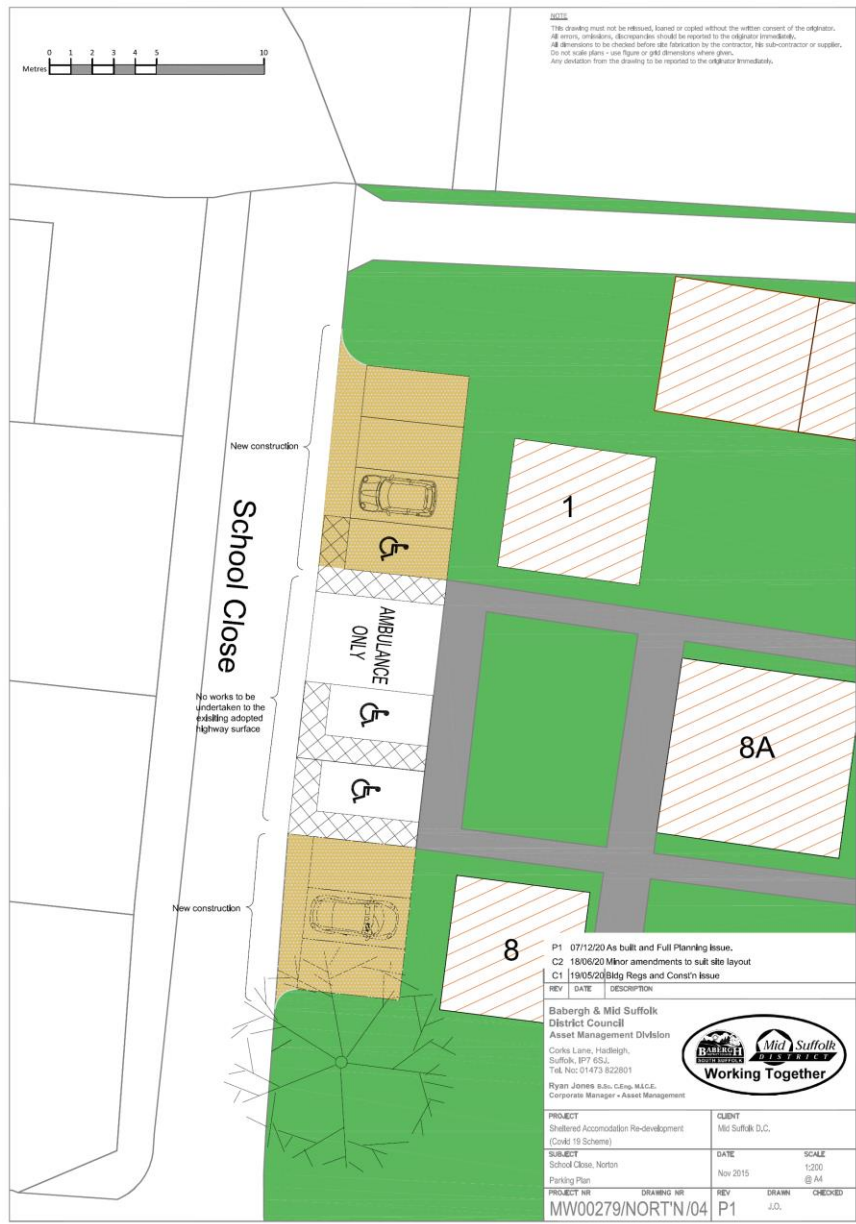 NOTE
This drawing must not be reissued, loaned or copied without the written consent of the originator.
All errors, omissions, discrepancies should be reported to the originator immediately.
All dimensions to be checked before site fabrication by the contractor, his sub-contractor or supplier.
Do not scale plans - use figure or grid dimensions where given.
Any deviation from the drawing to be reported to the originator immediately.
0 1 2 3 4 5 10
Metres
New construction
1
School Close
AMBULANCE
ONLY
No works to be
undertaken to the
exisiting adopted
highway surface
8A
New construction
8
P1 07/12/20 As built and Full Planning issue.
C2 18/06/20 Minor amendments to suit site layout
C1 19/05/20 Bldg Regs and Const'n issue
REV DATE DESCRIPTION
Babergh & Mid Suffolk
District Council
Asset Management Division
Corks Lane, Hadleigh,
Suffolk, IP7 6SJ.
Tel. No: 01473 822801
Ryan Jones B.Sc. C.Eng. M.I.C.E.
Corporate Manager - Asset Management
BABERGH
SOUTH SUFFOLK
Mid Suffolk
DISTRICT
Working Together
PROJECT
Sheltered Accomodation Re-development
(Covid 19 Scheme)
CLIENT
Mid Suffolk D.C.
SUBJECT
School Close, Norton
Parking Plan
DATE
Nov 2015
SCALE
1:200
@ A4
PROJECT NR DRAWING NR
MW00279/NORT'N/04
REV DRAWN CHECKED
P1 J.O.